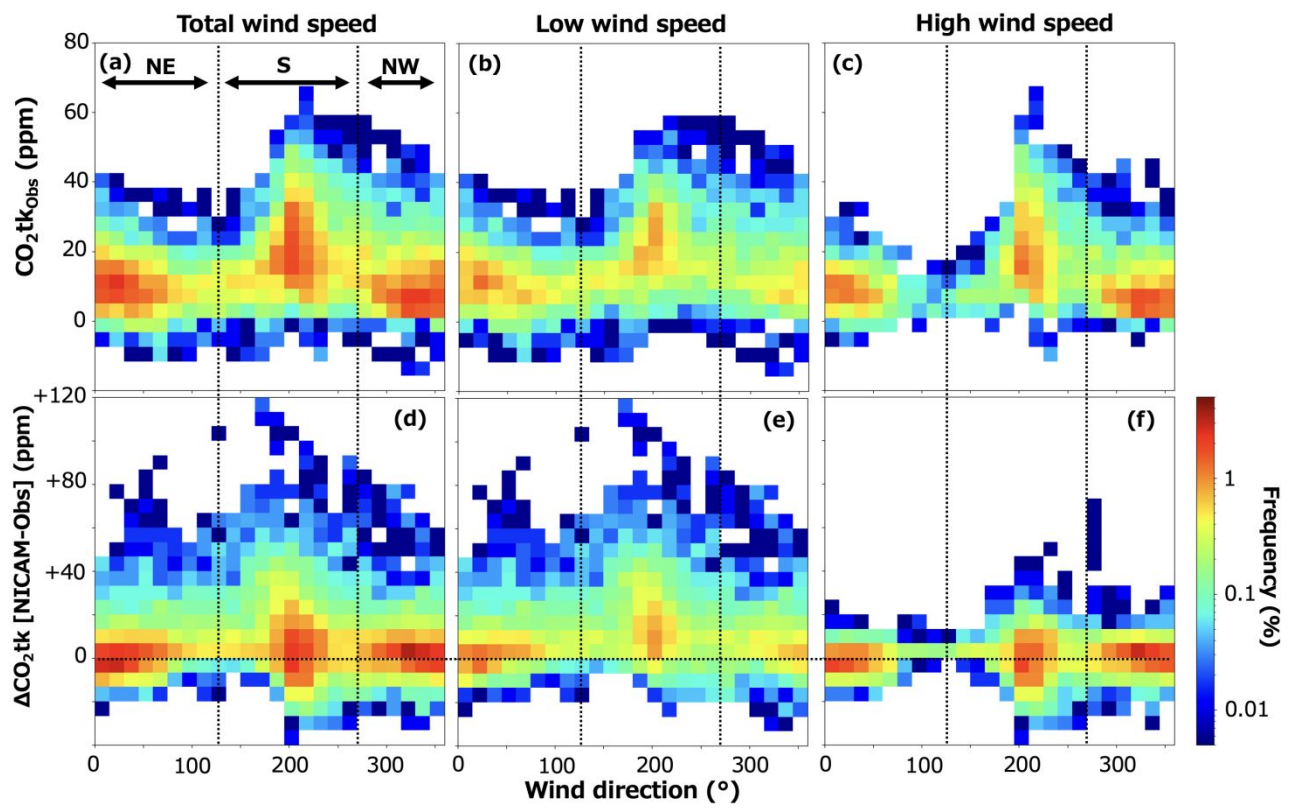 Total wind speed
Low wind speed
High wind speed
CO₂tk_Obs (ppm)
80
60
40
20
0
(a)
NE
S
NW
(b)
(c)
ΔCO₂tk [NICAM-Obs] (ppm)
+120
+80
+40
0
(d)
(e)
(f)
0 100 200 300
0 100 200 300
0 100 200 300
Wind direction (°)
1
0.1
0.01
Frequency (%)